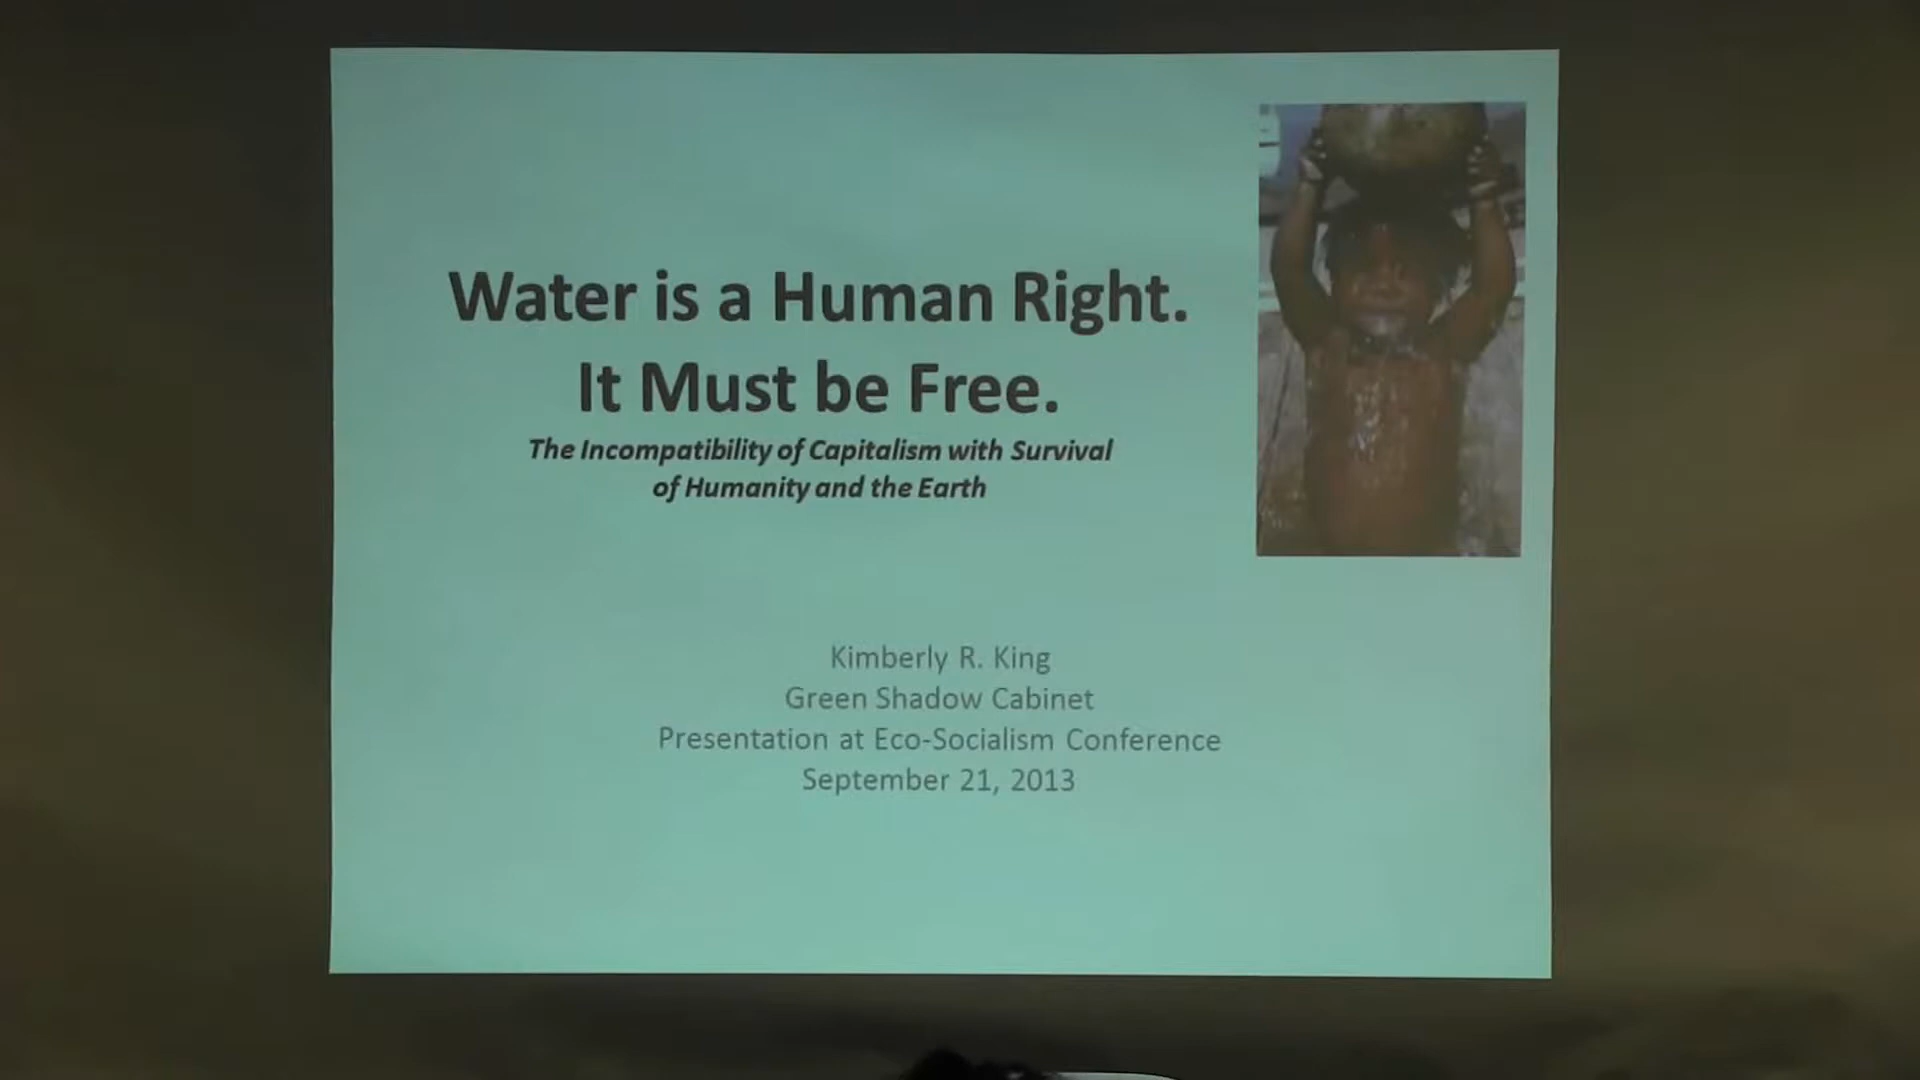 Water is a Human Right.
It Must be Free.
The Incompatibility of Capitalism with Survival
of Humanity and the Earth
Kimberly R. King
Green Shadow Cabinet
Presentation at Eco-Socialism Conference
September 21, 2013